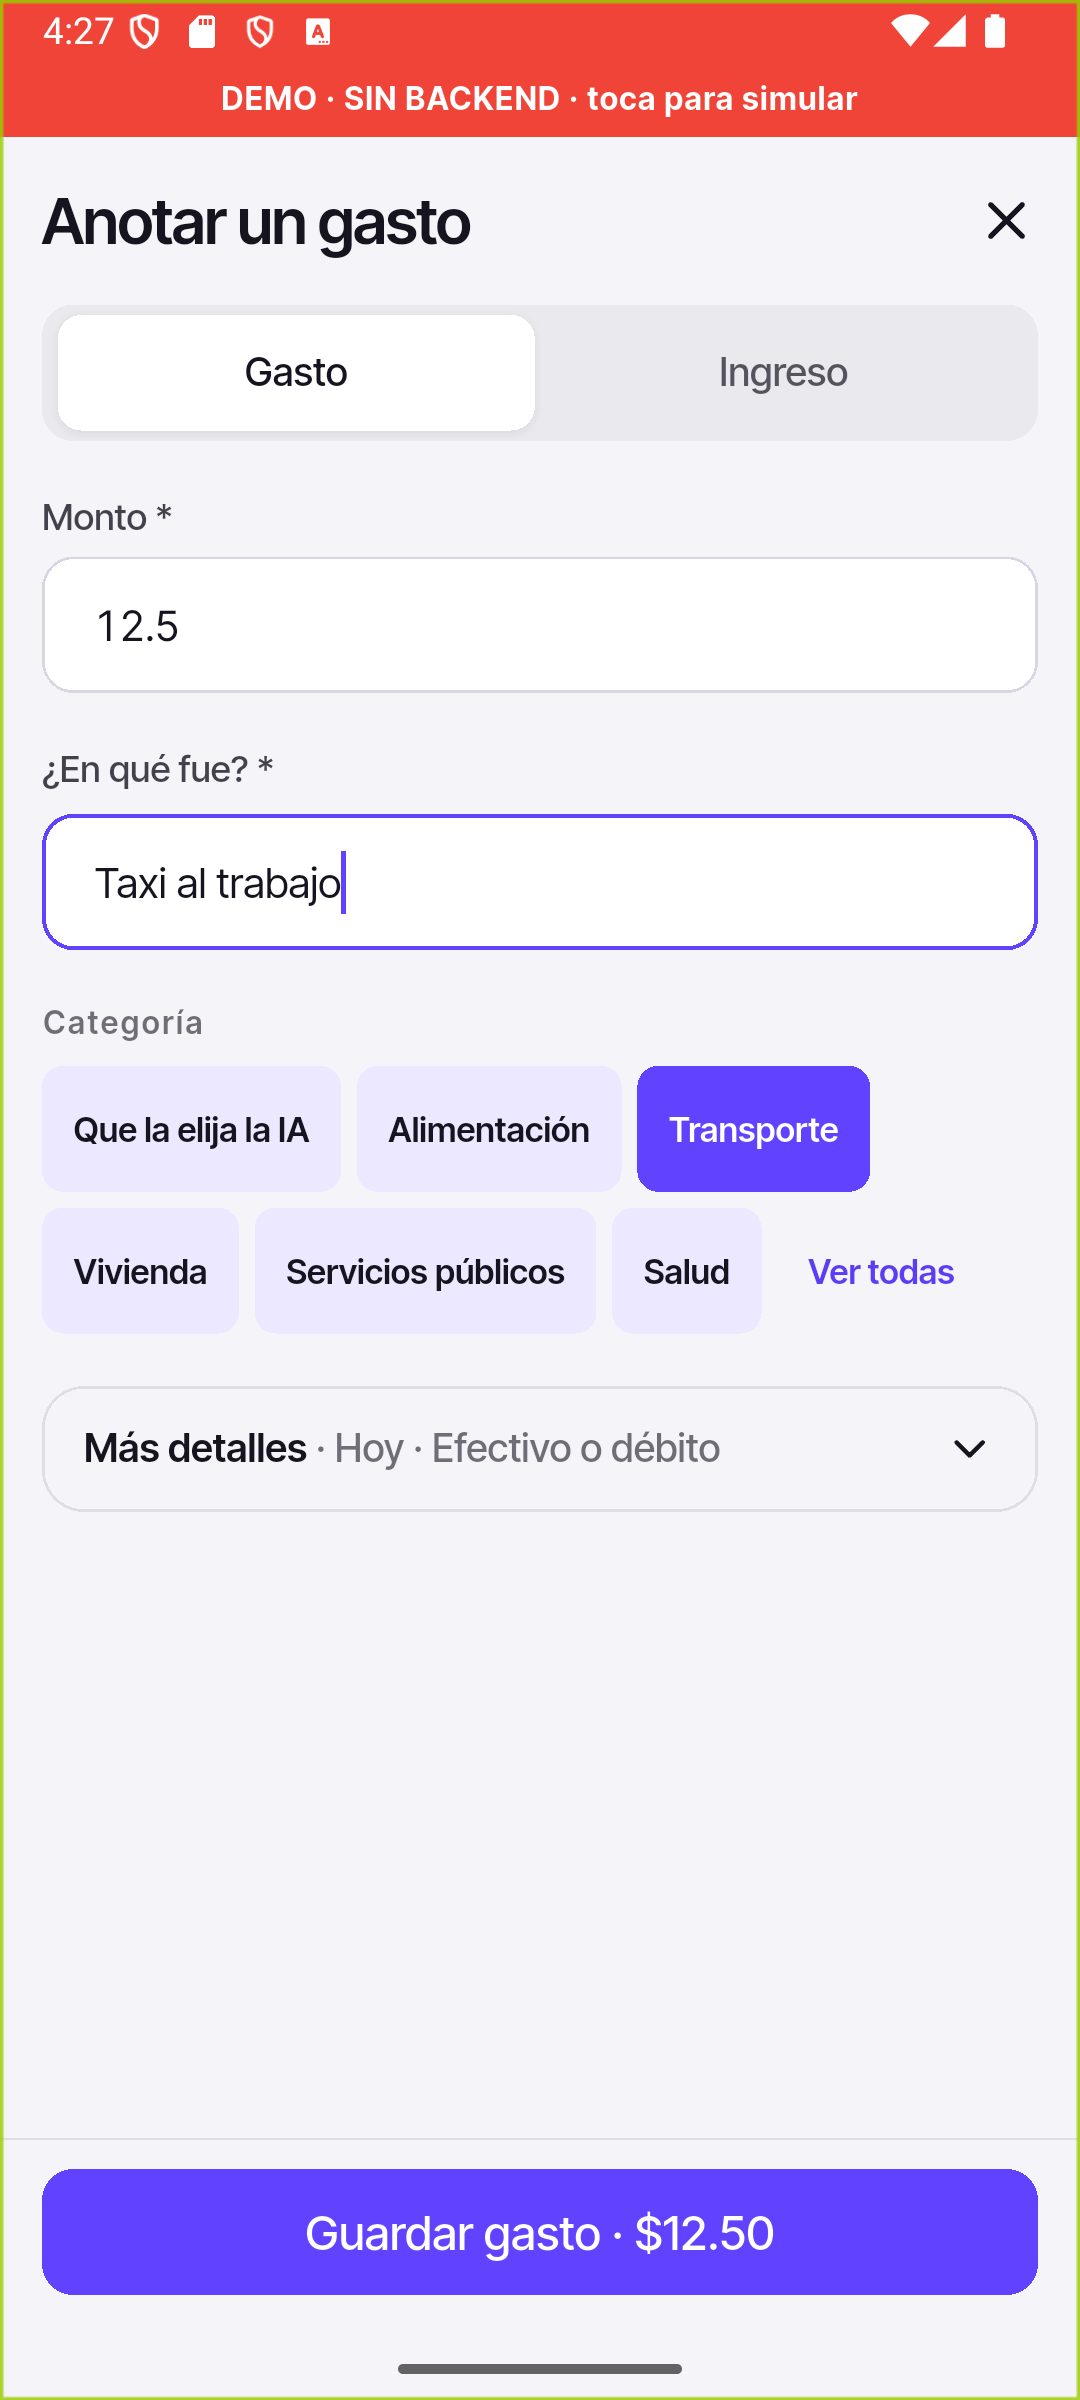 4:27
DEMO · SIN BACKEND · toca para simular
Anotar un gasto
Gasto Ingreso
Monto *
12.5
¿En qué fue? *
Taxi al trabajo
Categoría
Que la elija la IA Alimentación Transporte
Vivienda Servicios públicos Salud Ver todas
Más detalles · Hoy · Efectivo o débito
Guardar gasto · $12.50